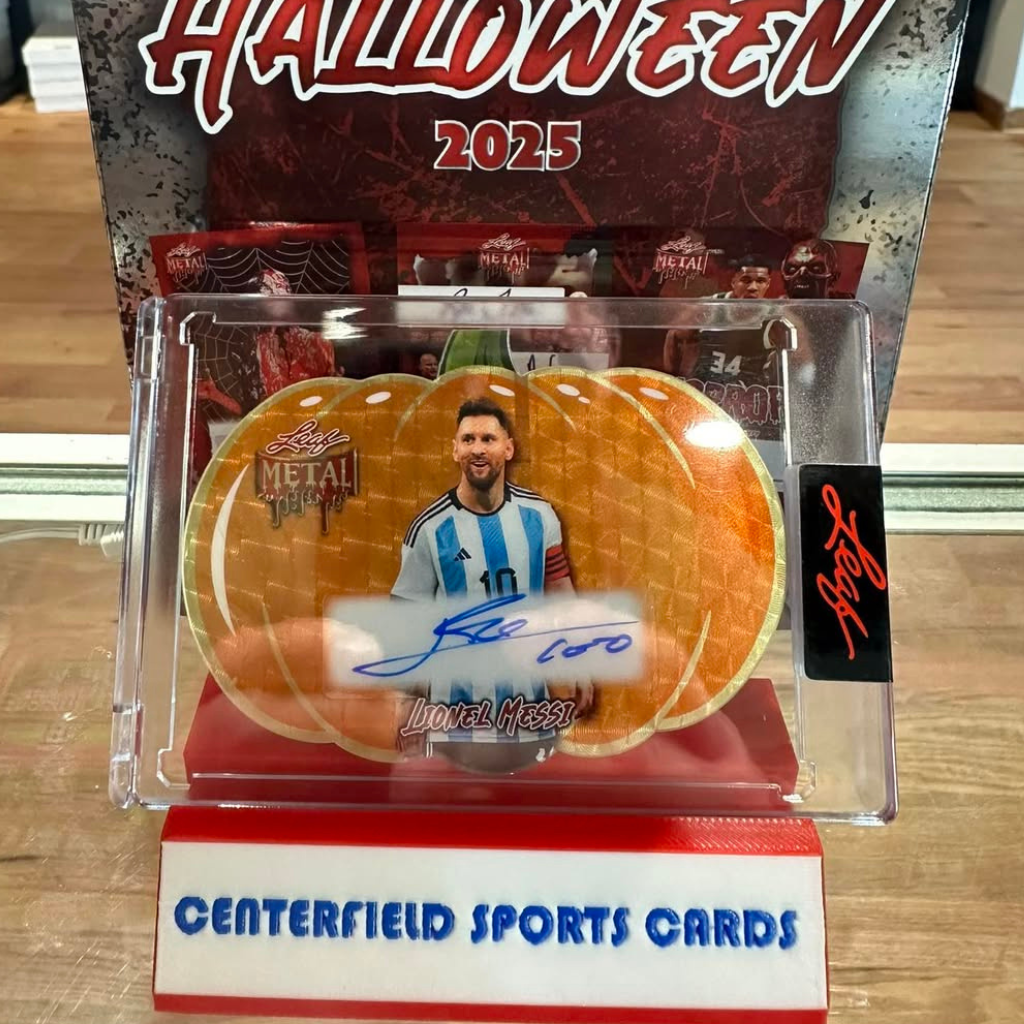 HALLOWEEN
2025
Leaf
METAL
Leaf
METAL
Leaf
METAL
34
Leaf
METAL
10
Leaf
LIONEL MESSI
CENTERFIELD SPORTS CARDS